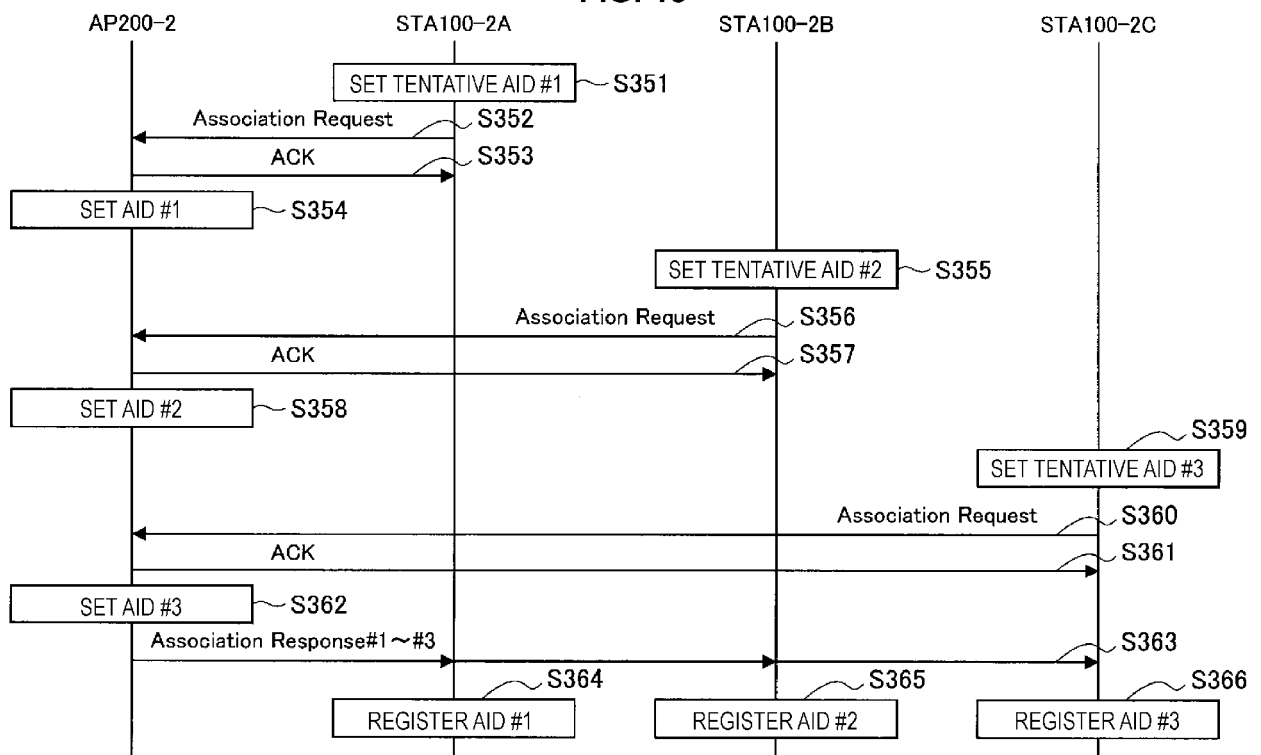 AP200-2 STA100-2A STA100-2B STA100-2C
SET TENTATIVE AID #1 S351
Association Request S352
ACK S353
SET AID #1 S354
SET TENTATIVE AID #2 S355
Association Request S356
ACK S357
SET AID #2 S358
S359
SET TENTATIVE AID #3
Association Request S360
ACK S361
SET AID #3 S362
Association Response#1～#3 S363
S364 S365 S366
REGISTER AID #1 REGISTER AID #2 REGISTER AID #3